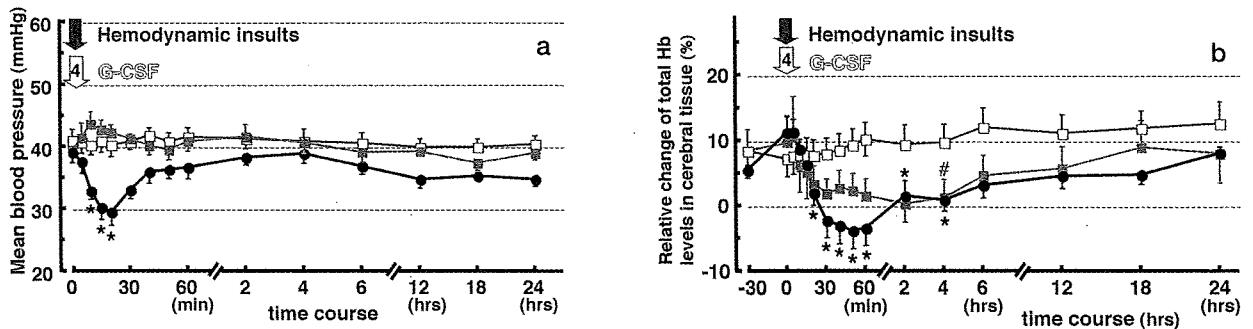 60
50
40
30
20
Mean blood pressure (mmHg)
Hemodynamic insults
4 G-CSF
a
* * *
0 30 60 2 4 6 12 18 24
(min) (hrs) (hrs) (hrs)
time course
30
20
10
0
-10
Relative change of total Hb
levels in cerebral tissue (%)
Hemodynamic insults
4 G-CSF
b
* #
* * * * * *
-30 0 30 60 2 4 6 12 18 24
(min) (hrs) (hrs) (hrs)
time course (hrs)